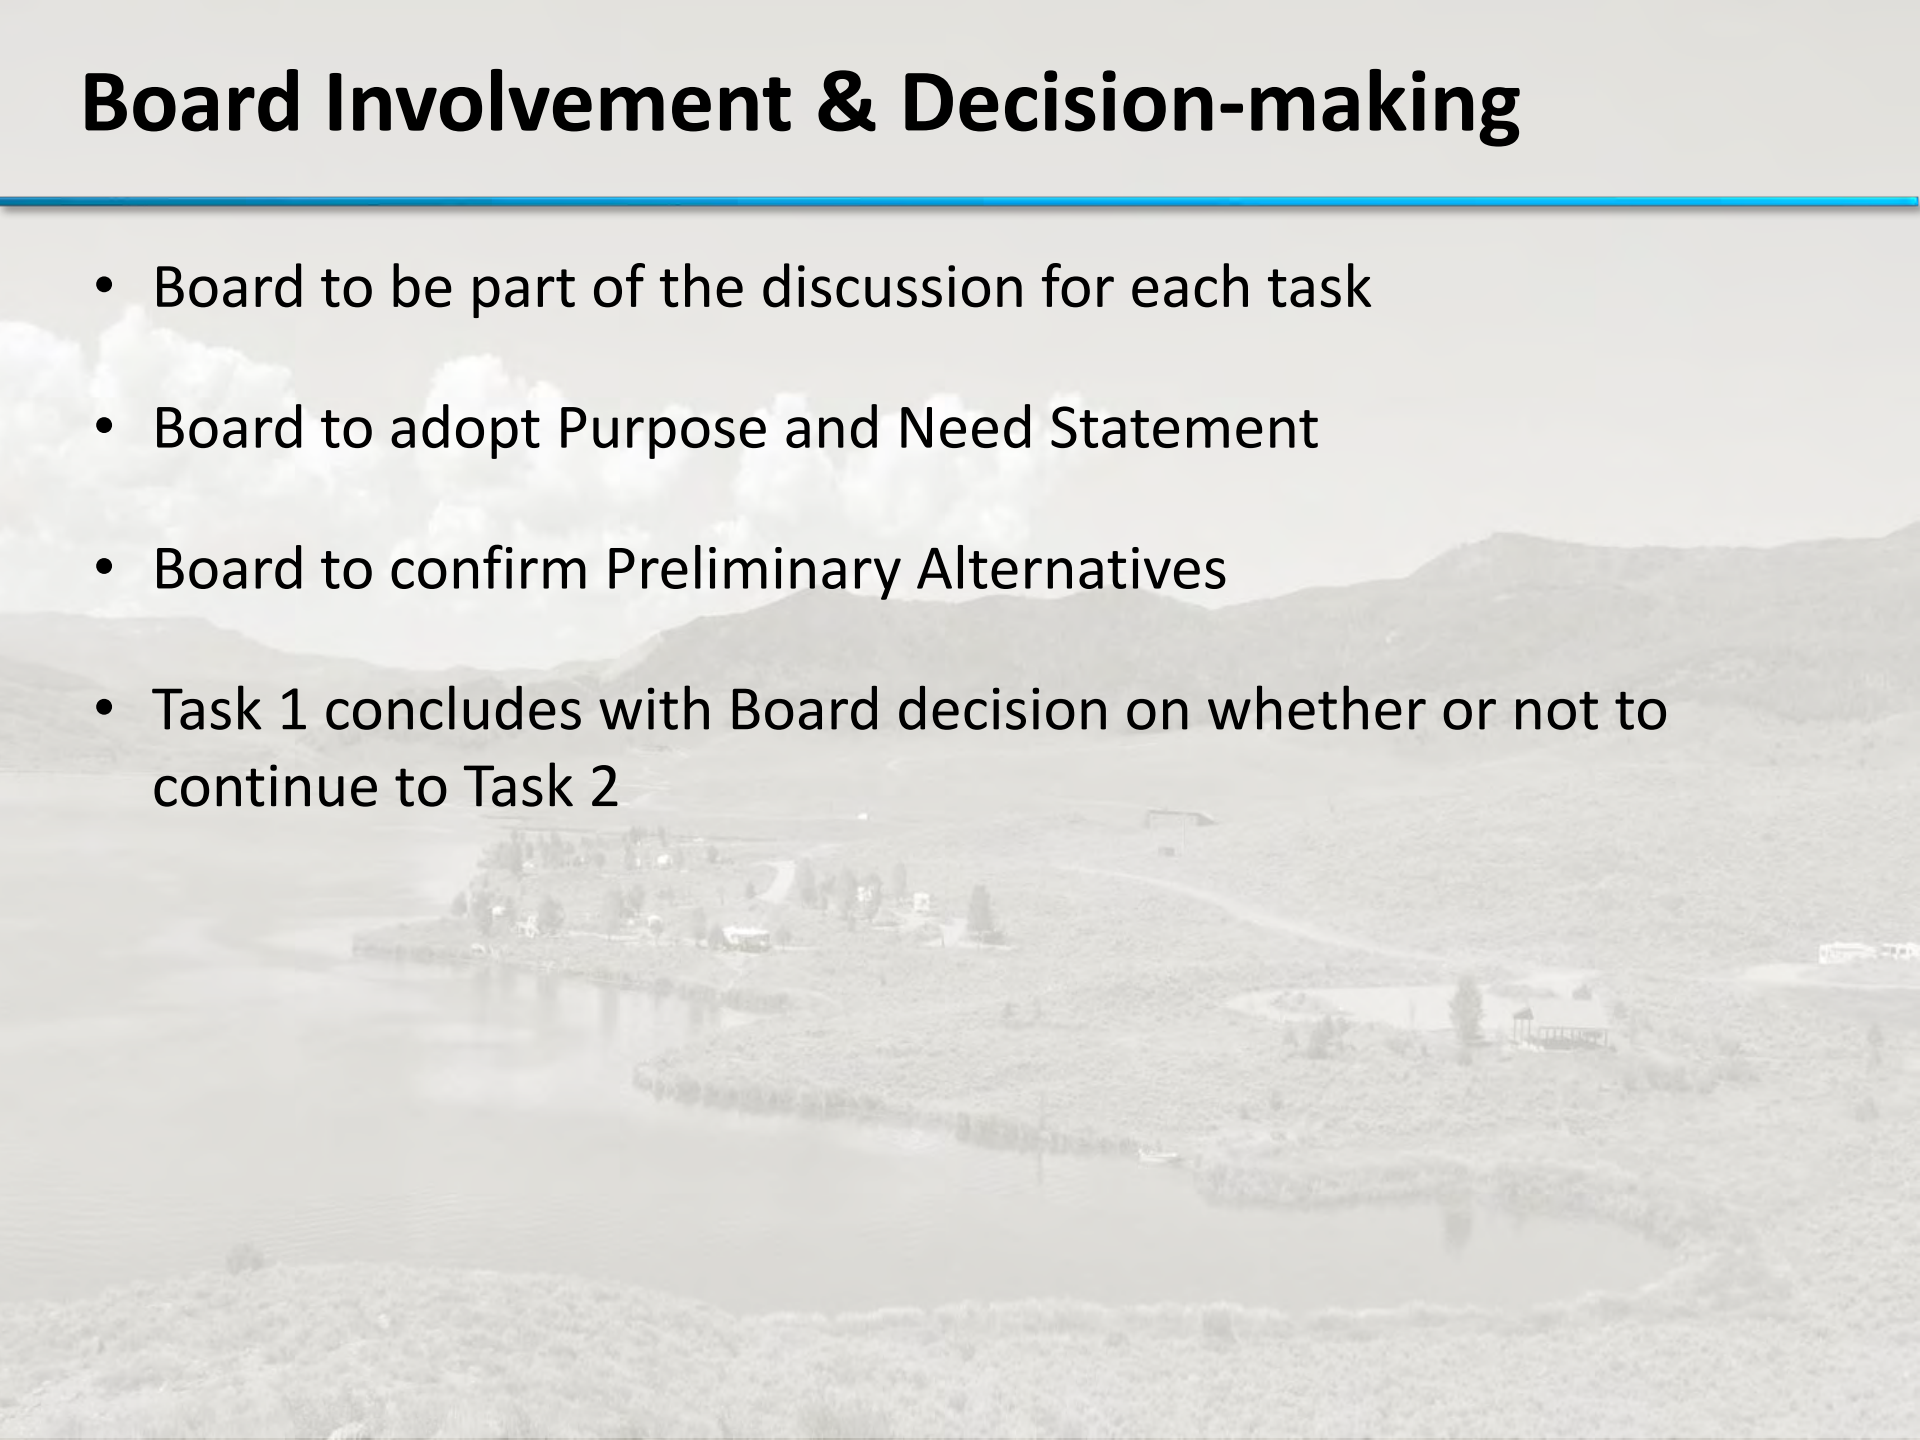 Board Involvement & Decision-making
• Board to be part of the discussion for each task
• Board to adopt Purpose and Need Statement
• Board to confirm Preliminary Alternatives
• Task 1 concludes with Board decision on whether or not to
continue to Task 2